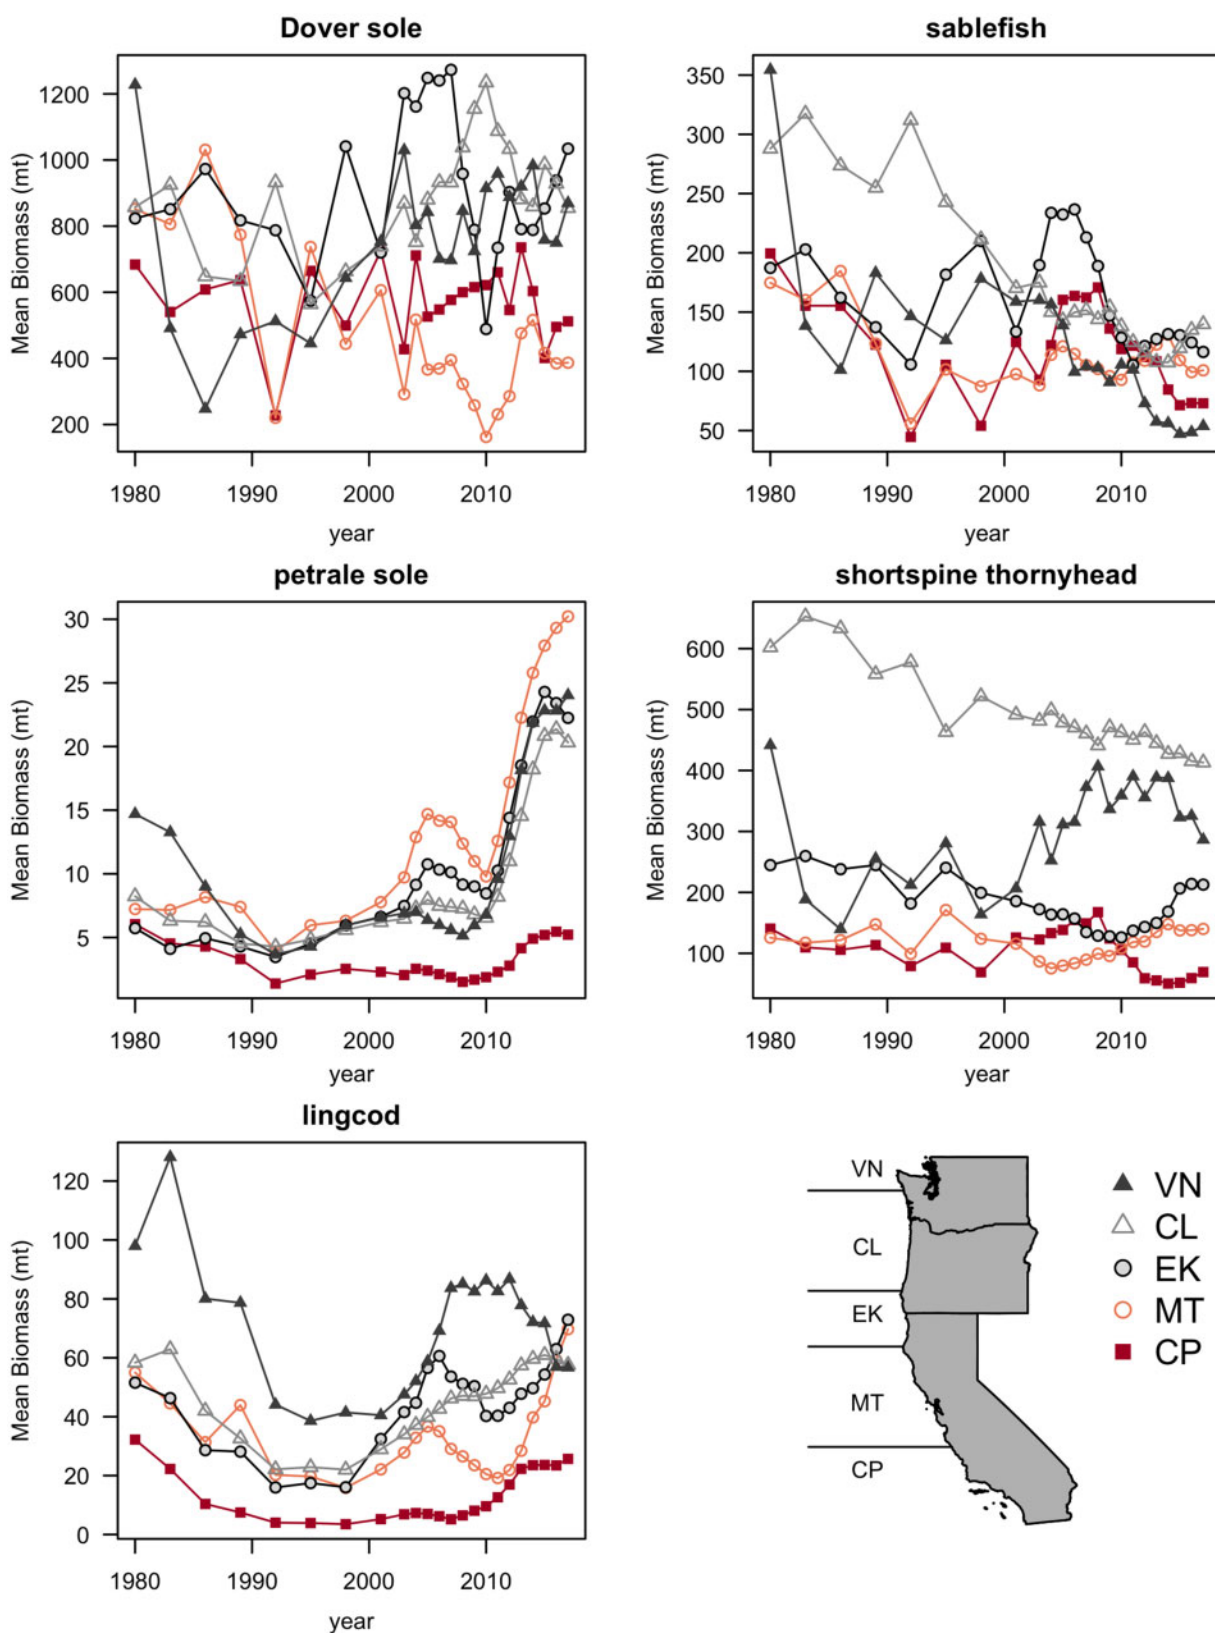 Dover sole
Mean Biomass (mt)
1200
1000
800
600
400
200
1980 1990 2000 2010
year
sablefish
Mean Biomass (mt)
350
300
250
200
150
100
50
1980 1990 2000 2010
year
petrale sole
Mean Biomass (mt)
30
25
20
15
10
5
1980 1990 2000 2010
year
shortspine thornyhead
Mean Biomass (mt)
600
500
400
300
200
100
1980 1990 2000 2010
year
lingcod
Mean Biomass (mt)
120
100
80
60
40
20
0
1980 1990 2000 2010
year
VN
CL
EK
MT
CP
VN
CL
EK
MT
CP